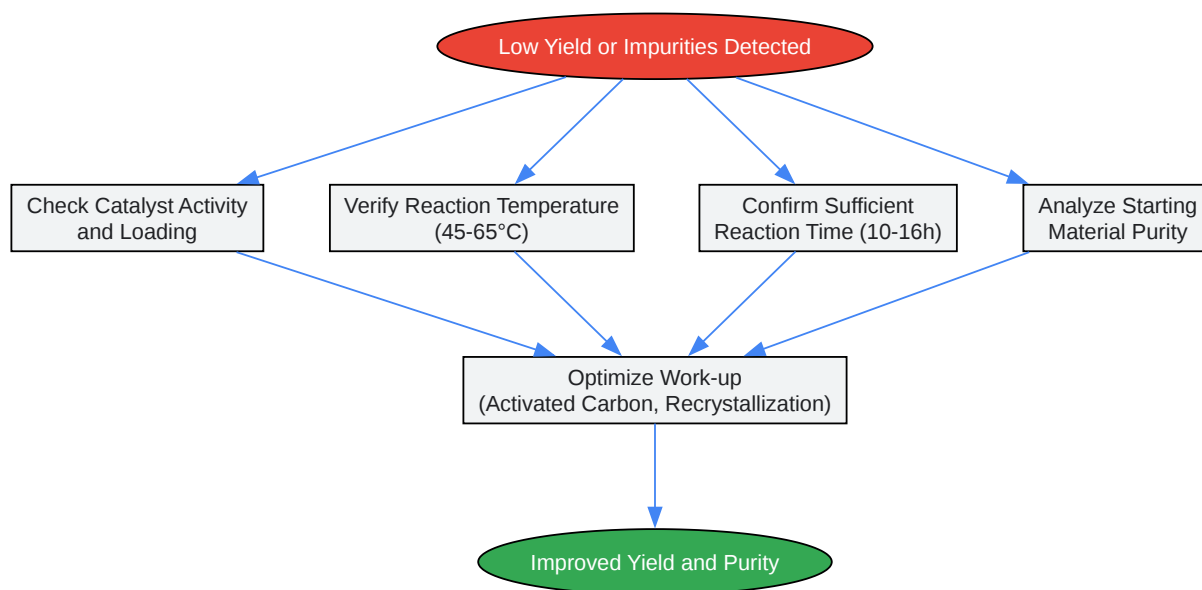 Low Yield or Impurities Detected
Check Catalyst Activity
and Loading
Verify Reaction Temperature
(45-65°C)
Confirm Sufficient
Reaction Time (10-16h)
Analyze Starting
Material Purity
Optimize Work-up
(Activated Carbon, Recrystallization)
Improved Yield and Purity